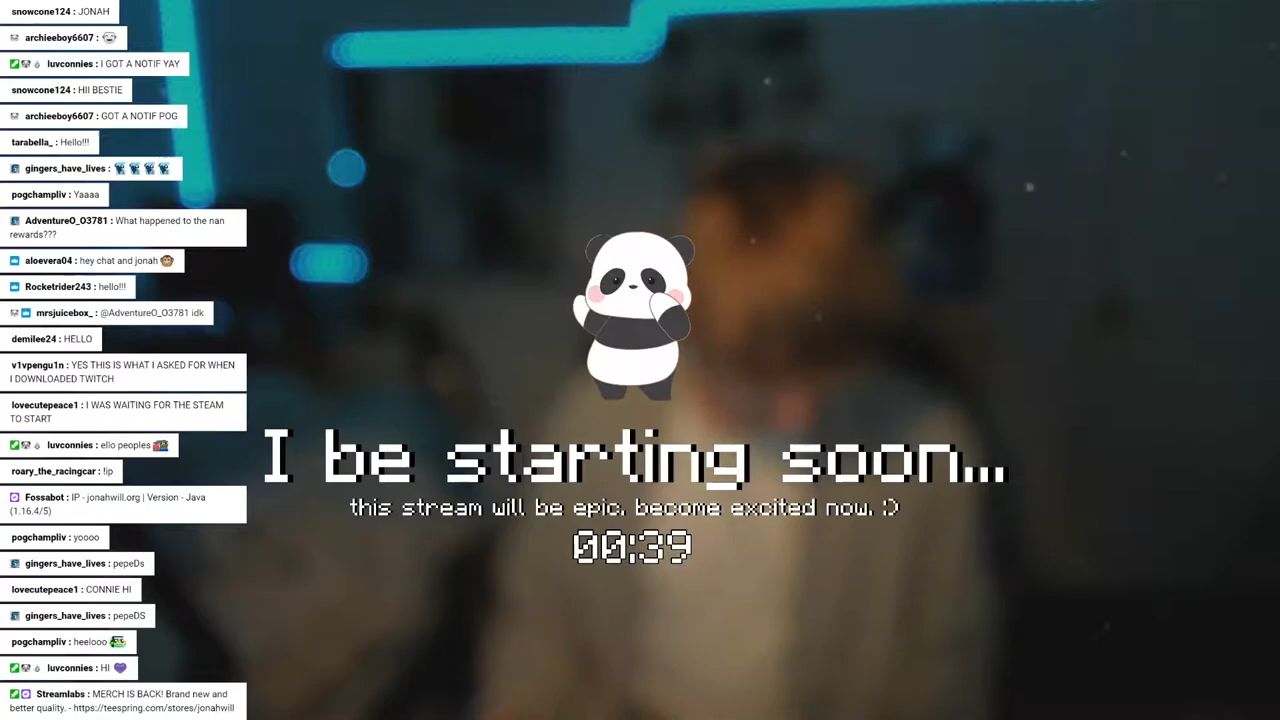 snowcone124 : JONAH
archieeboy6607 :
luvconnies : I GOT A NOTIF YAY
snowcone124 : HII BESTIE
archieeboy6607 : GOT A NOTIF POG
tarabella_ : Hello!!!
gingers_have_lives :
pogchampliv : Yaaaa
AdventureO_O3781 : What happened to the nan
rewards???
aloevera04 : hey chat and jonah
Rocketrider243 : hello!!!
mrsjuicebox_ : @AdventureO_O3781 idk
demilee24 : HELLO
v1vpengu1n : YES THIS IS WHAT I ASKED FOR WHEN
I DOWNLOADED TWITCH
lovecutepeace1 : I WAS WAITING FOR THE STEAM
TO START
luvconnies : ello peoples
roary_the_racingcar : !ip
Fossabot : IP - jonahwill.org | Version - Java
(1.16.4/5)
pogchampliv : yoooo
gingers_have_lives : pepeDs
lovecutepeace1 : CONNIE HI
gingers_have_lives : pepeDS
pogchampliv : heelooo
luvconnies : HI
Streamlabs : MERCH IS BACK! Brand new and
better quality. - https://teespring.com/stores/jonahwill
I be starting soon...
this stream will be epic. become excited now. :)
00:39